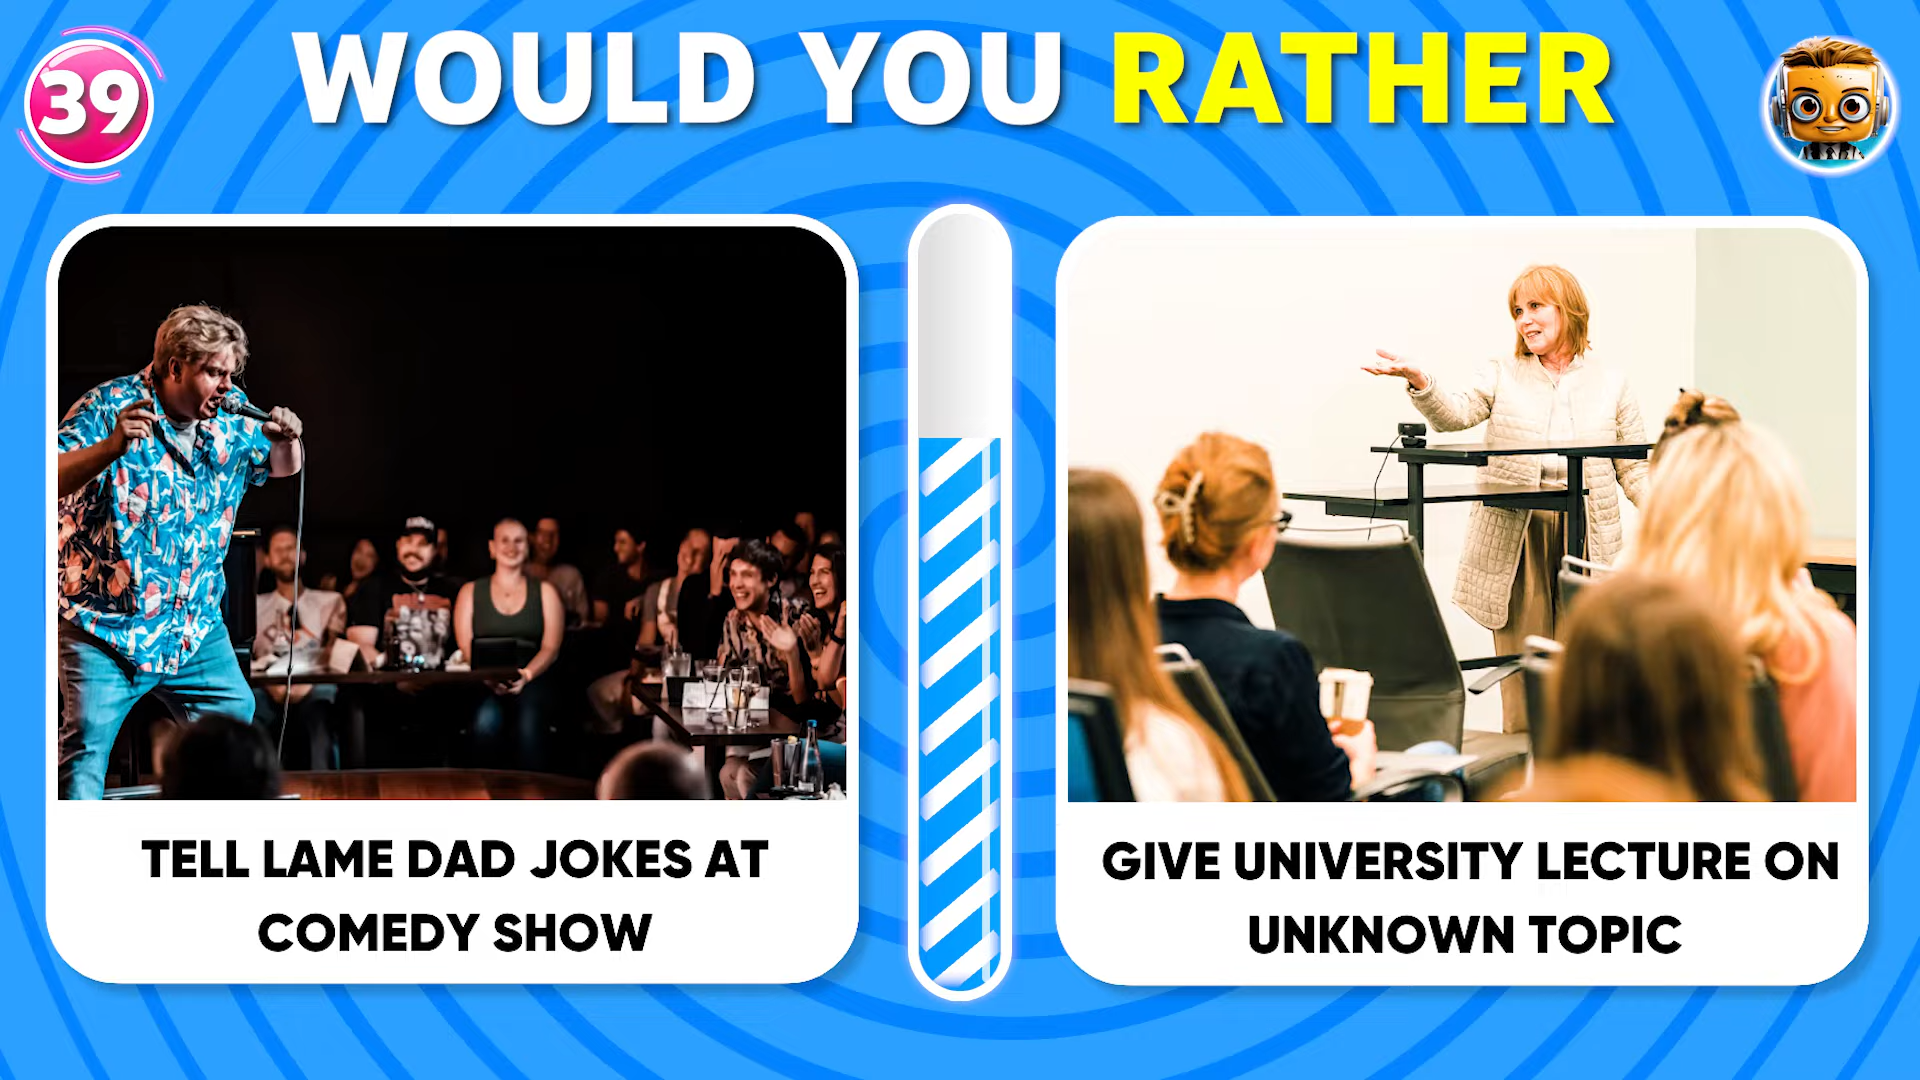 39
WOULD YOU RATHER
TELL LAME DAD JOKES AT
COMEDY SHOW
GIVE UNIVERSITY LECTURE ON
UNKNOWN TOPIC